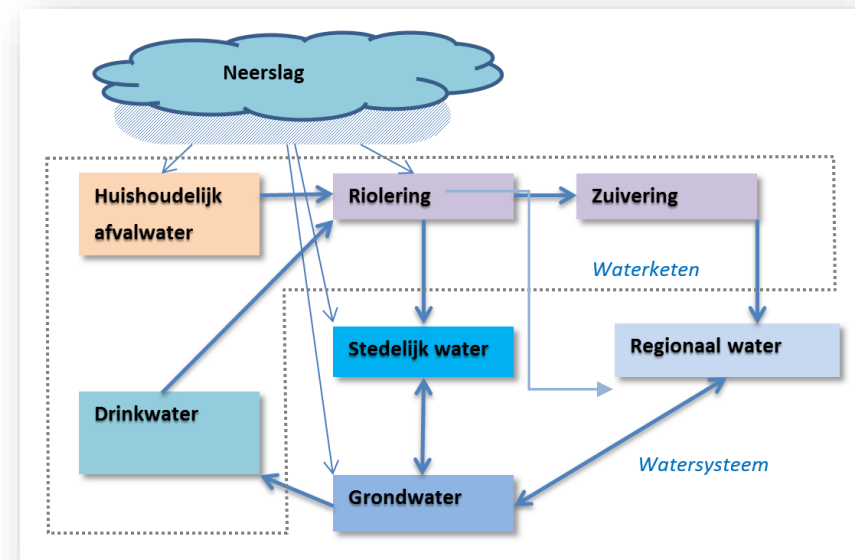 Neerslag
Huishoudelijk
afvalwater
Riolering
Zuivering
Waterketen
Stedelijk water
Regionaal water
Drinkwater
Watersysteem
Grondwater